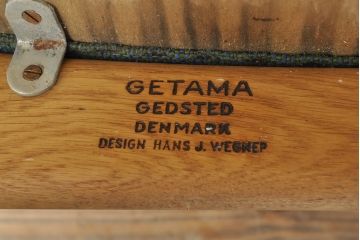 GETAMA
GEDSTED
DENMARK
DESIGN HANS J. WEGNER